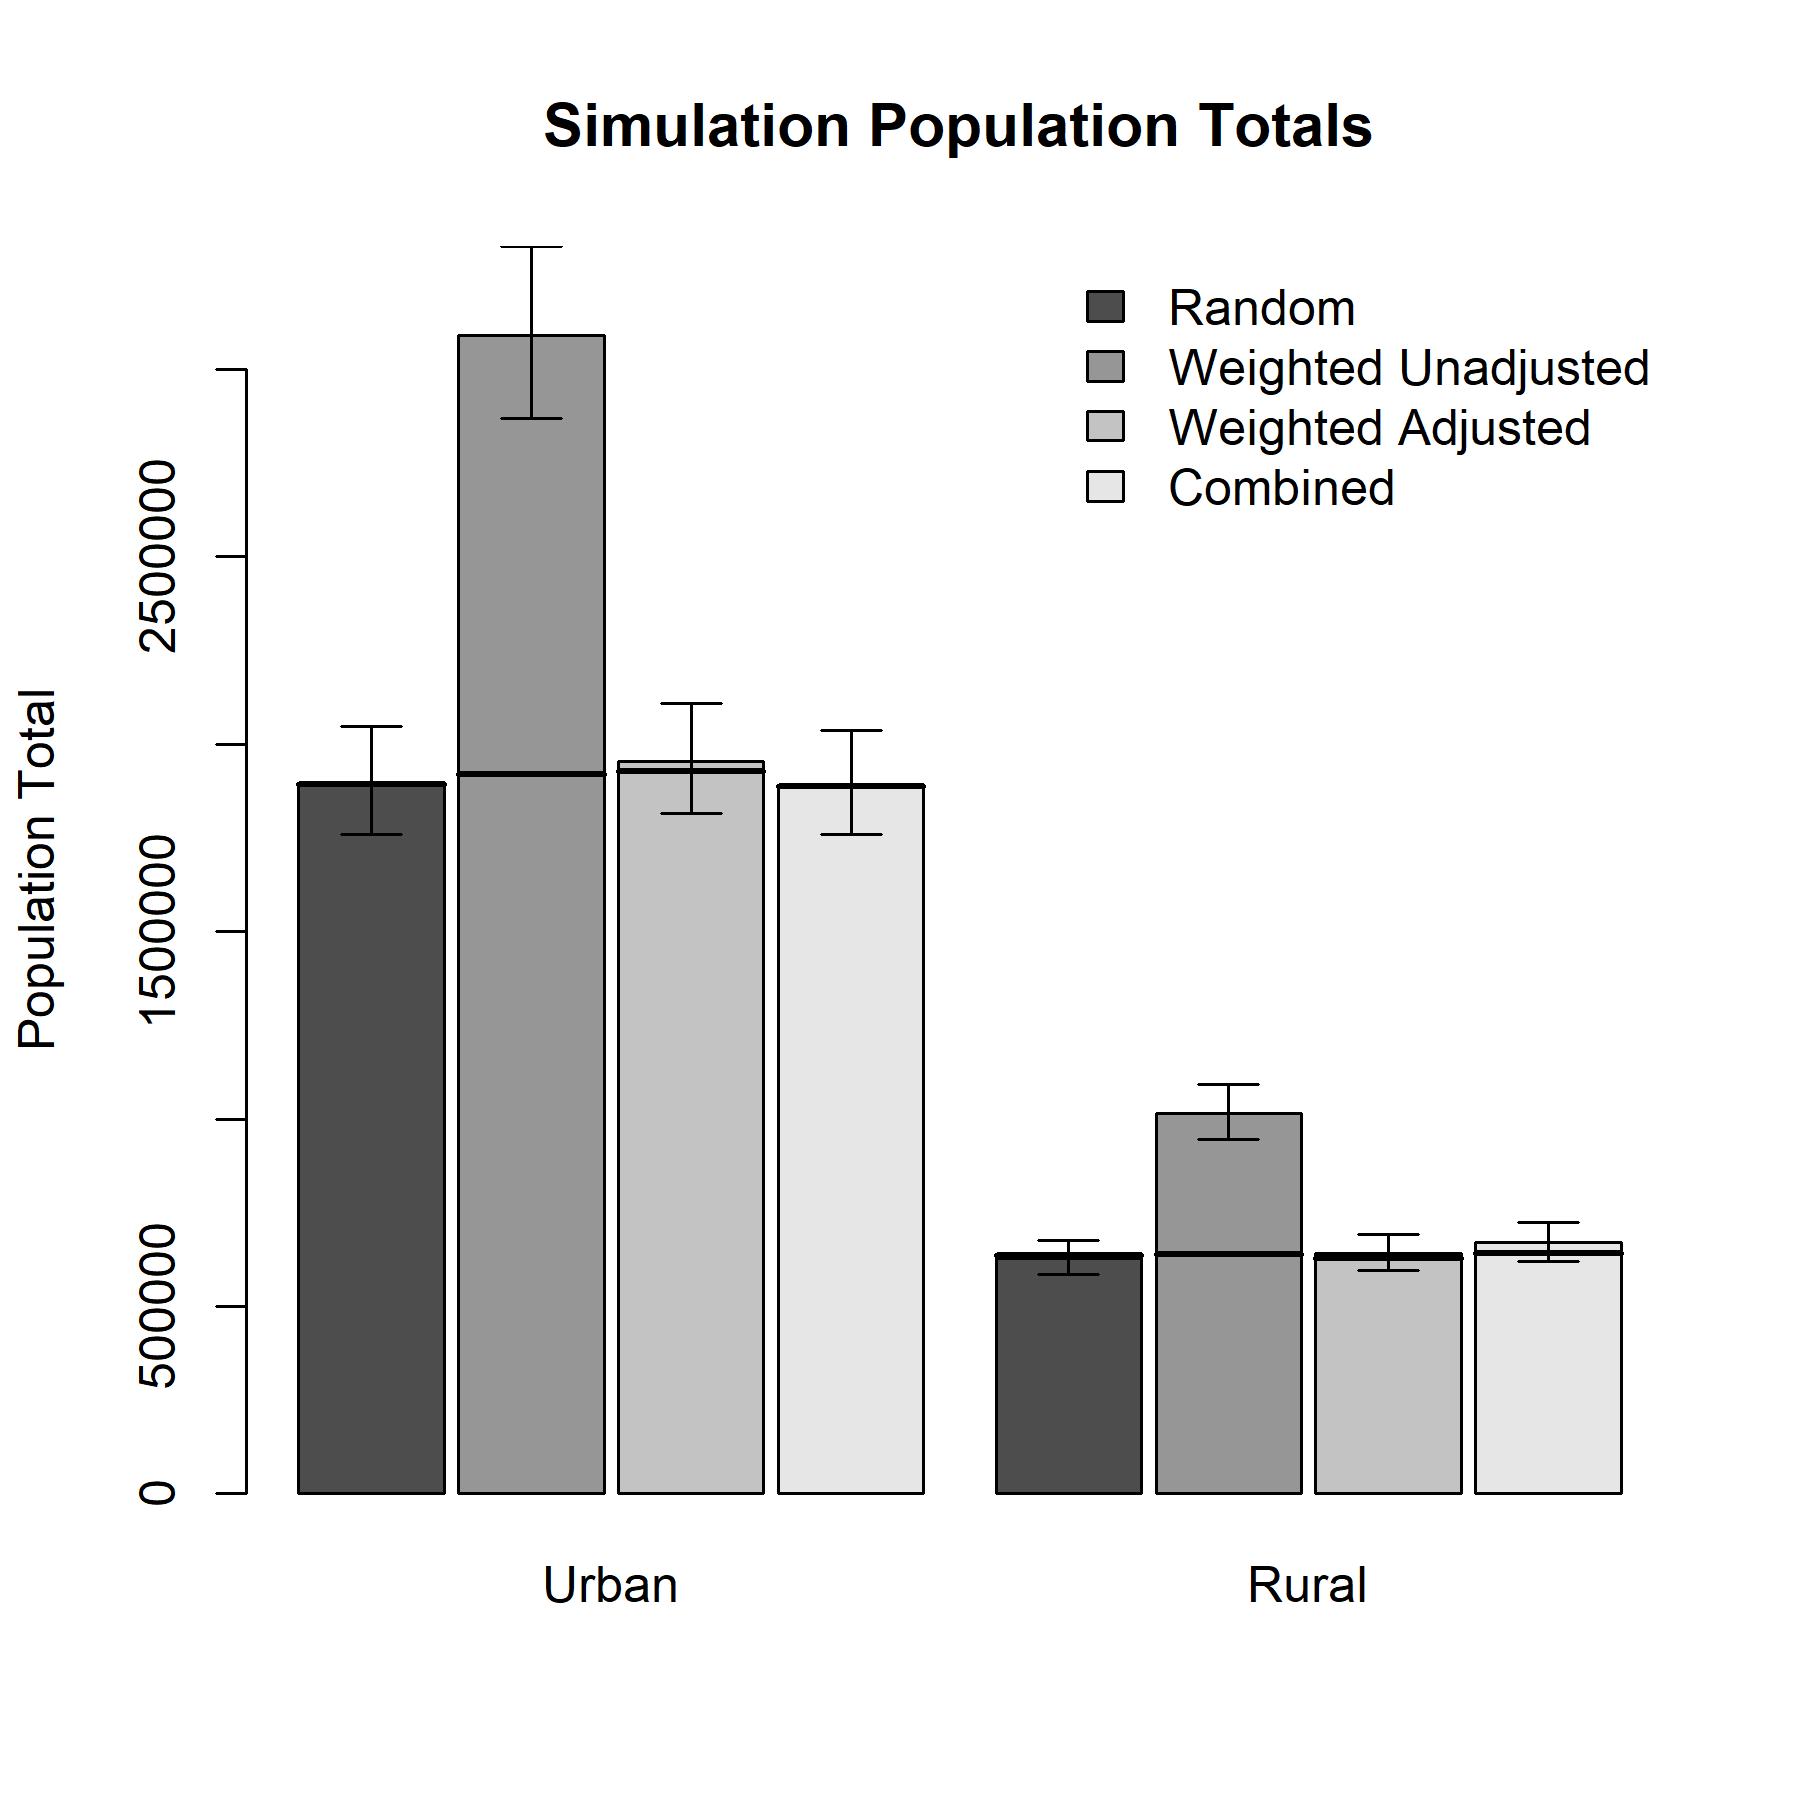 Simulation Population Totals
Random
Weighted Unadjusted
Weighted Adjusted
Combined
Population Total
2500000
1500000
500000
0
Urban
Rural